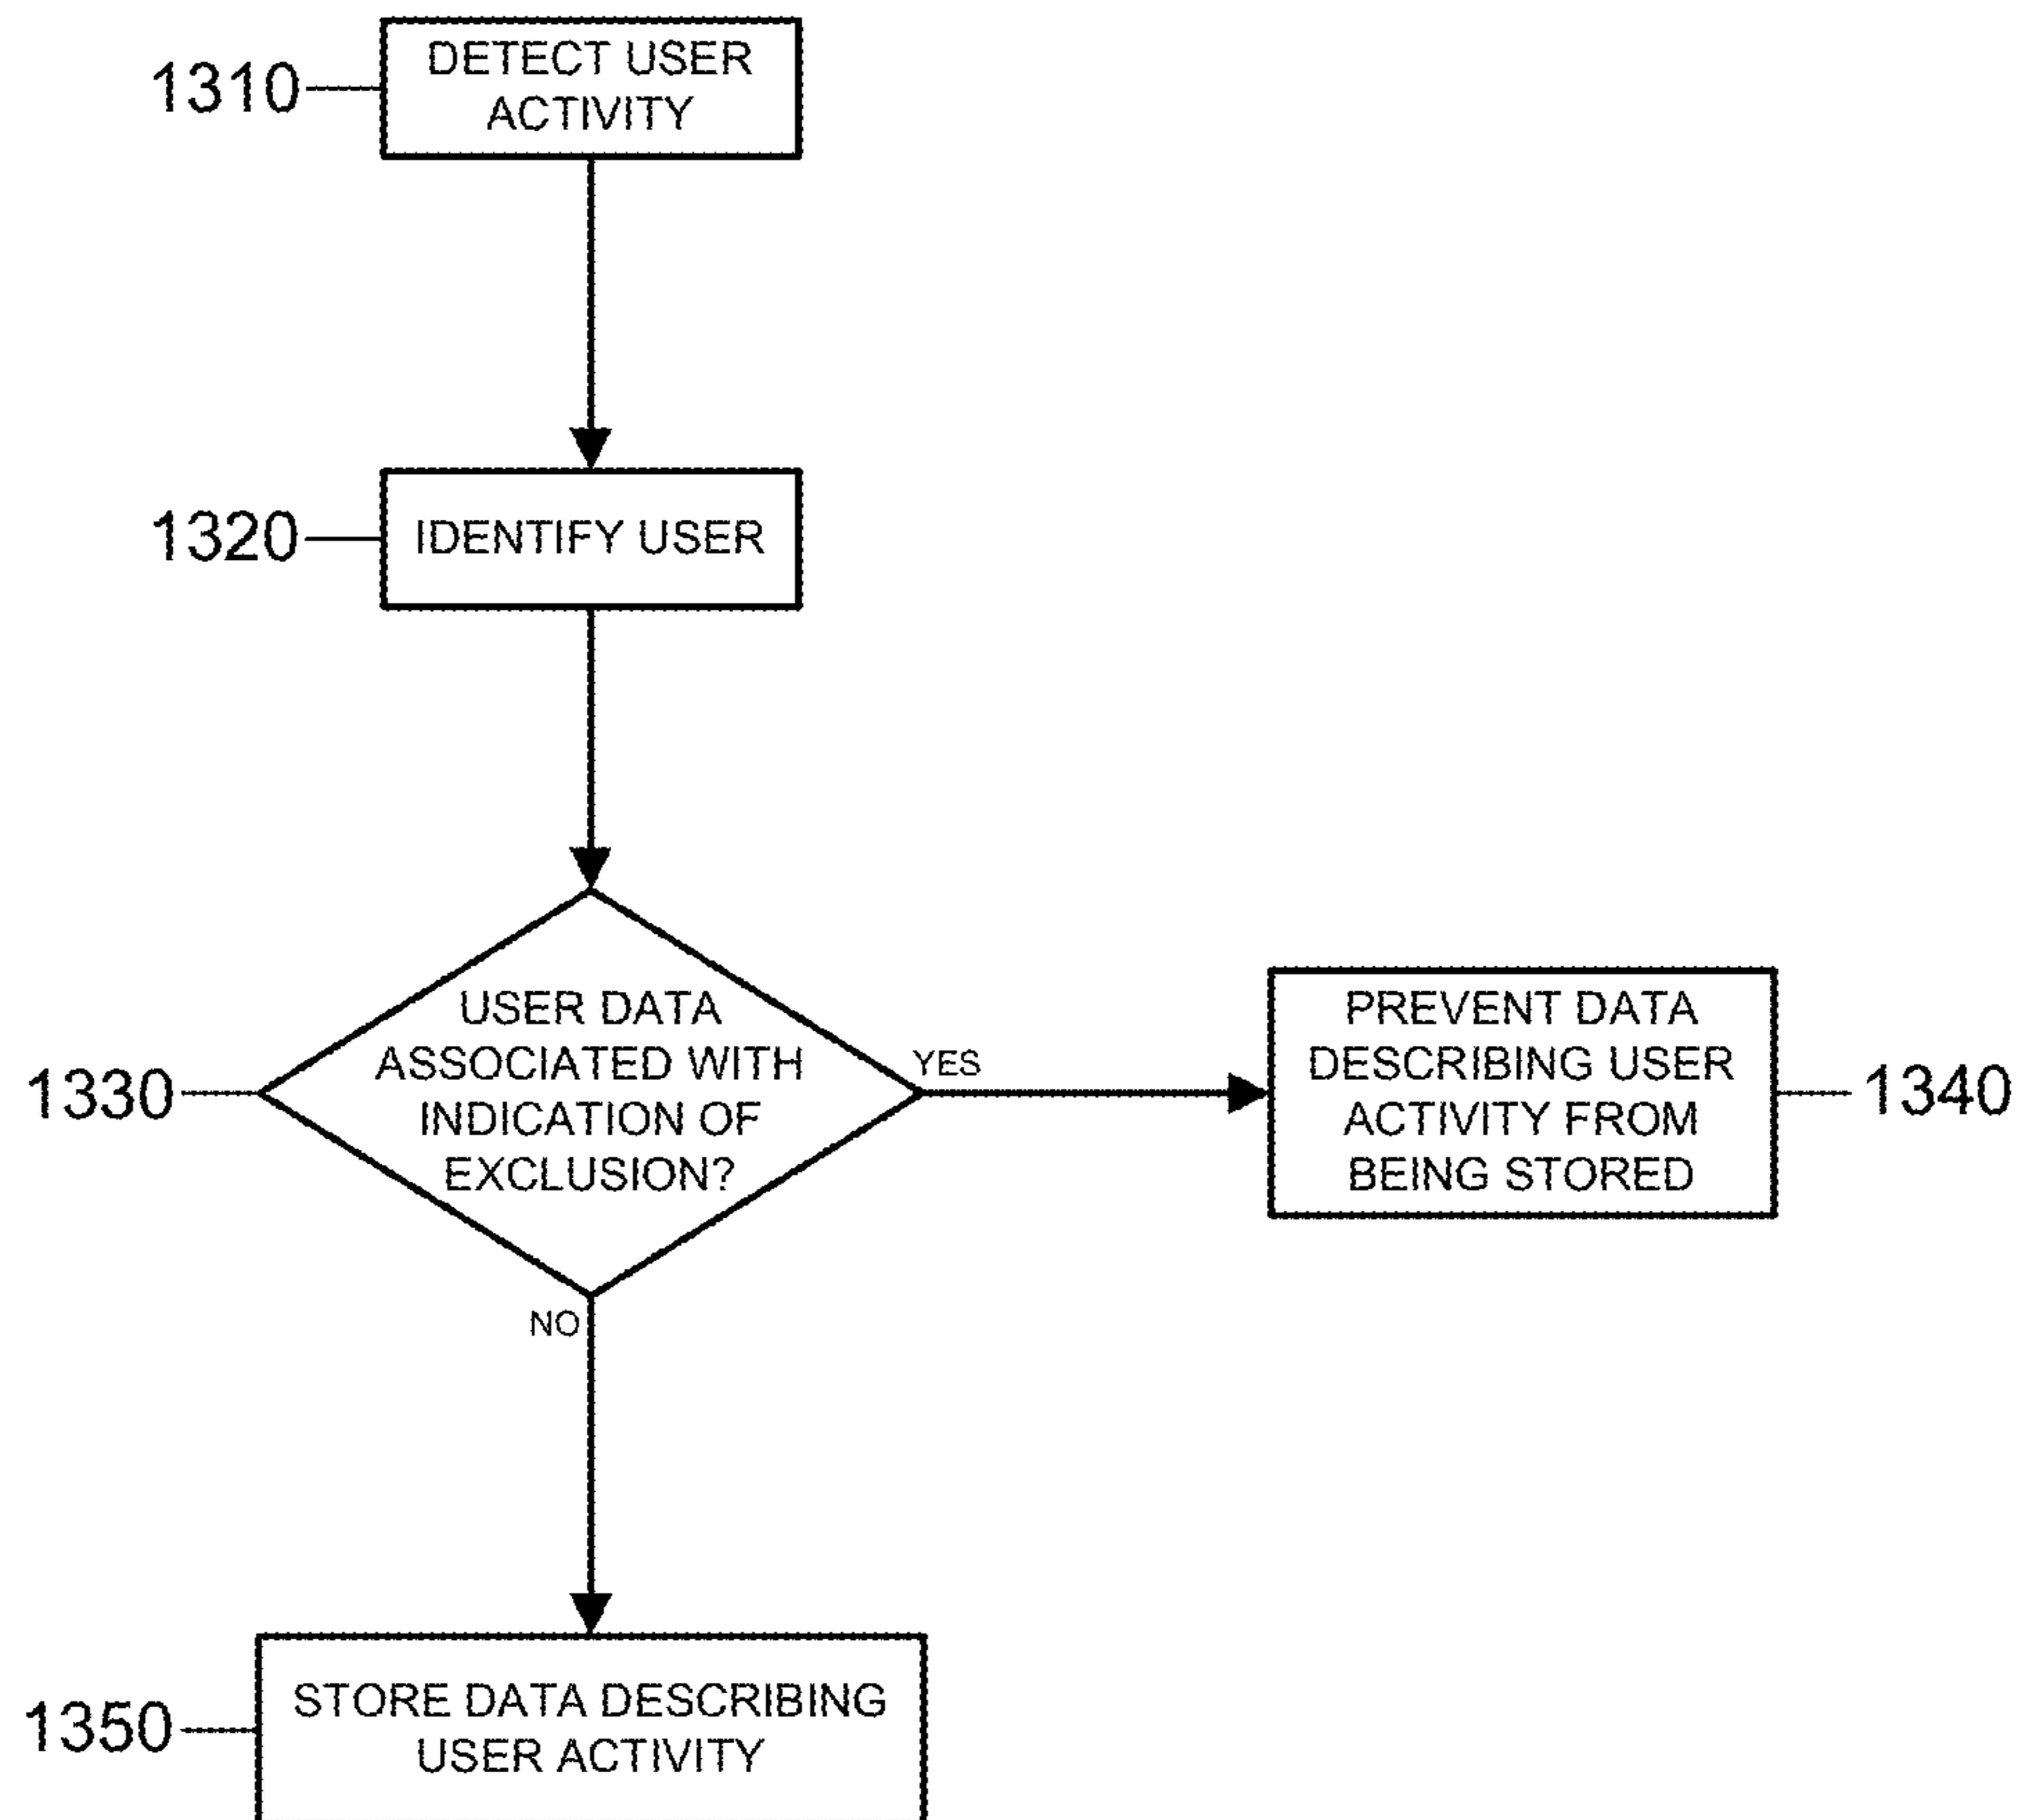 1310
DETECT USER
ACTIVITY
1320
IDENTIFY USER
1330
USER DATA
ASSOCIATED WITH
INDICATION OF
EXCLUSION?
YES
PREVENT DATA
DESCRIBING USER
ACTIVITY FROM
BEING STORED
1340
NO
1350
STORE DATA DESCRIBING
USER ACTIVITY